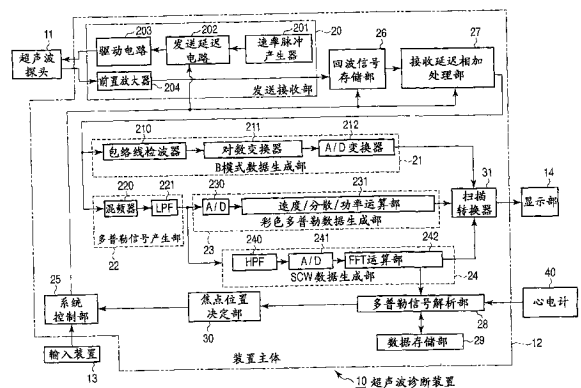 11
203
202
201
20
26
27
超声波
探头
驱动电路
发送延迟
电路
速率脉冲
产生器
前置放大器
204
发送接收部
回波信号
存储部
接收延迟相加
处理部
210
211
212
包络线检波器
对数变换器
A/D变换器
B模式数据生成部
21
220
221
230
231
31
14
混频器
LPF
A/D
速度/分散/功率运算部
扫描
转换器
显示部
多普勒信号产生部
彩色多普勒数据生成部
22
23
240
241
242
HPF
A/D
FFT运算部
SCW数据生成部
24
25
40
系统
控制部
焦点位置
决定部
多普勒信号解析部
心电计
30
28
12
输入装置
13
装置主体
数据存储部
29
10 超声波诊断装置